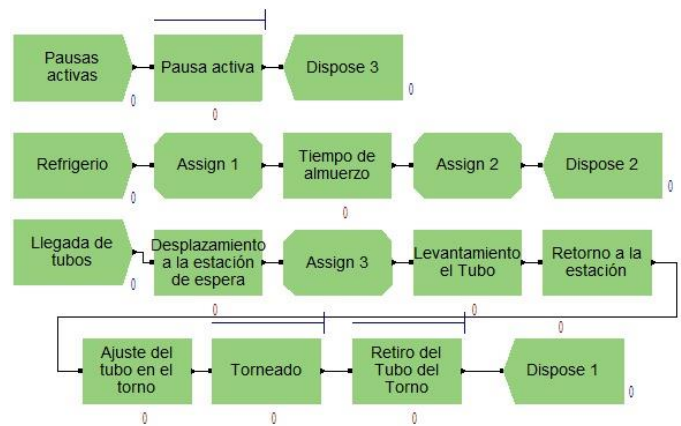 Pausas
activas
Pausa activa
Dispose 3
0
0
0
Refrigerio
Assign 1
Tiempo de
almuerzo
Assign 2
Dispose 2
0
0
0
Llegada de
tubos
Desplazamiento
a la estación
de espera
Assign 3
Levantamiento
el Tubo
Retorno a la
estación
0
0
0
0
Ajuste del
tubo en el
torno
Torneado
Retiro del
Tubo del
Torno
Dispose 1
0
0
0
0